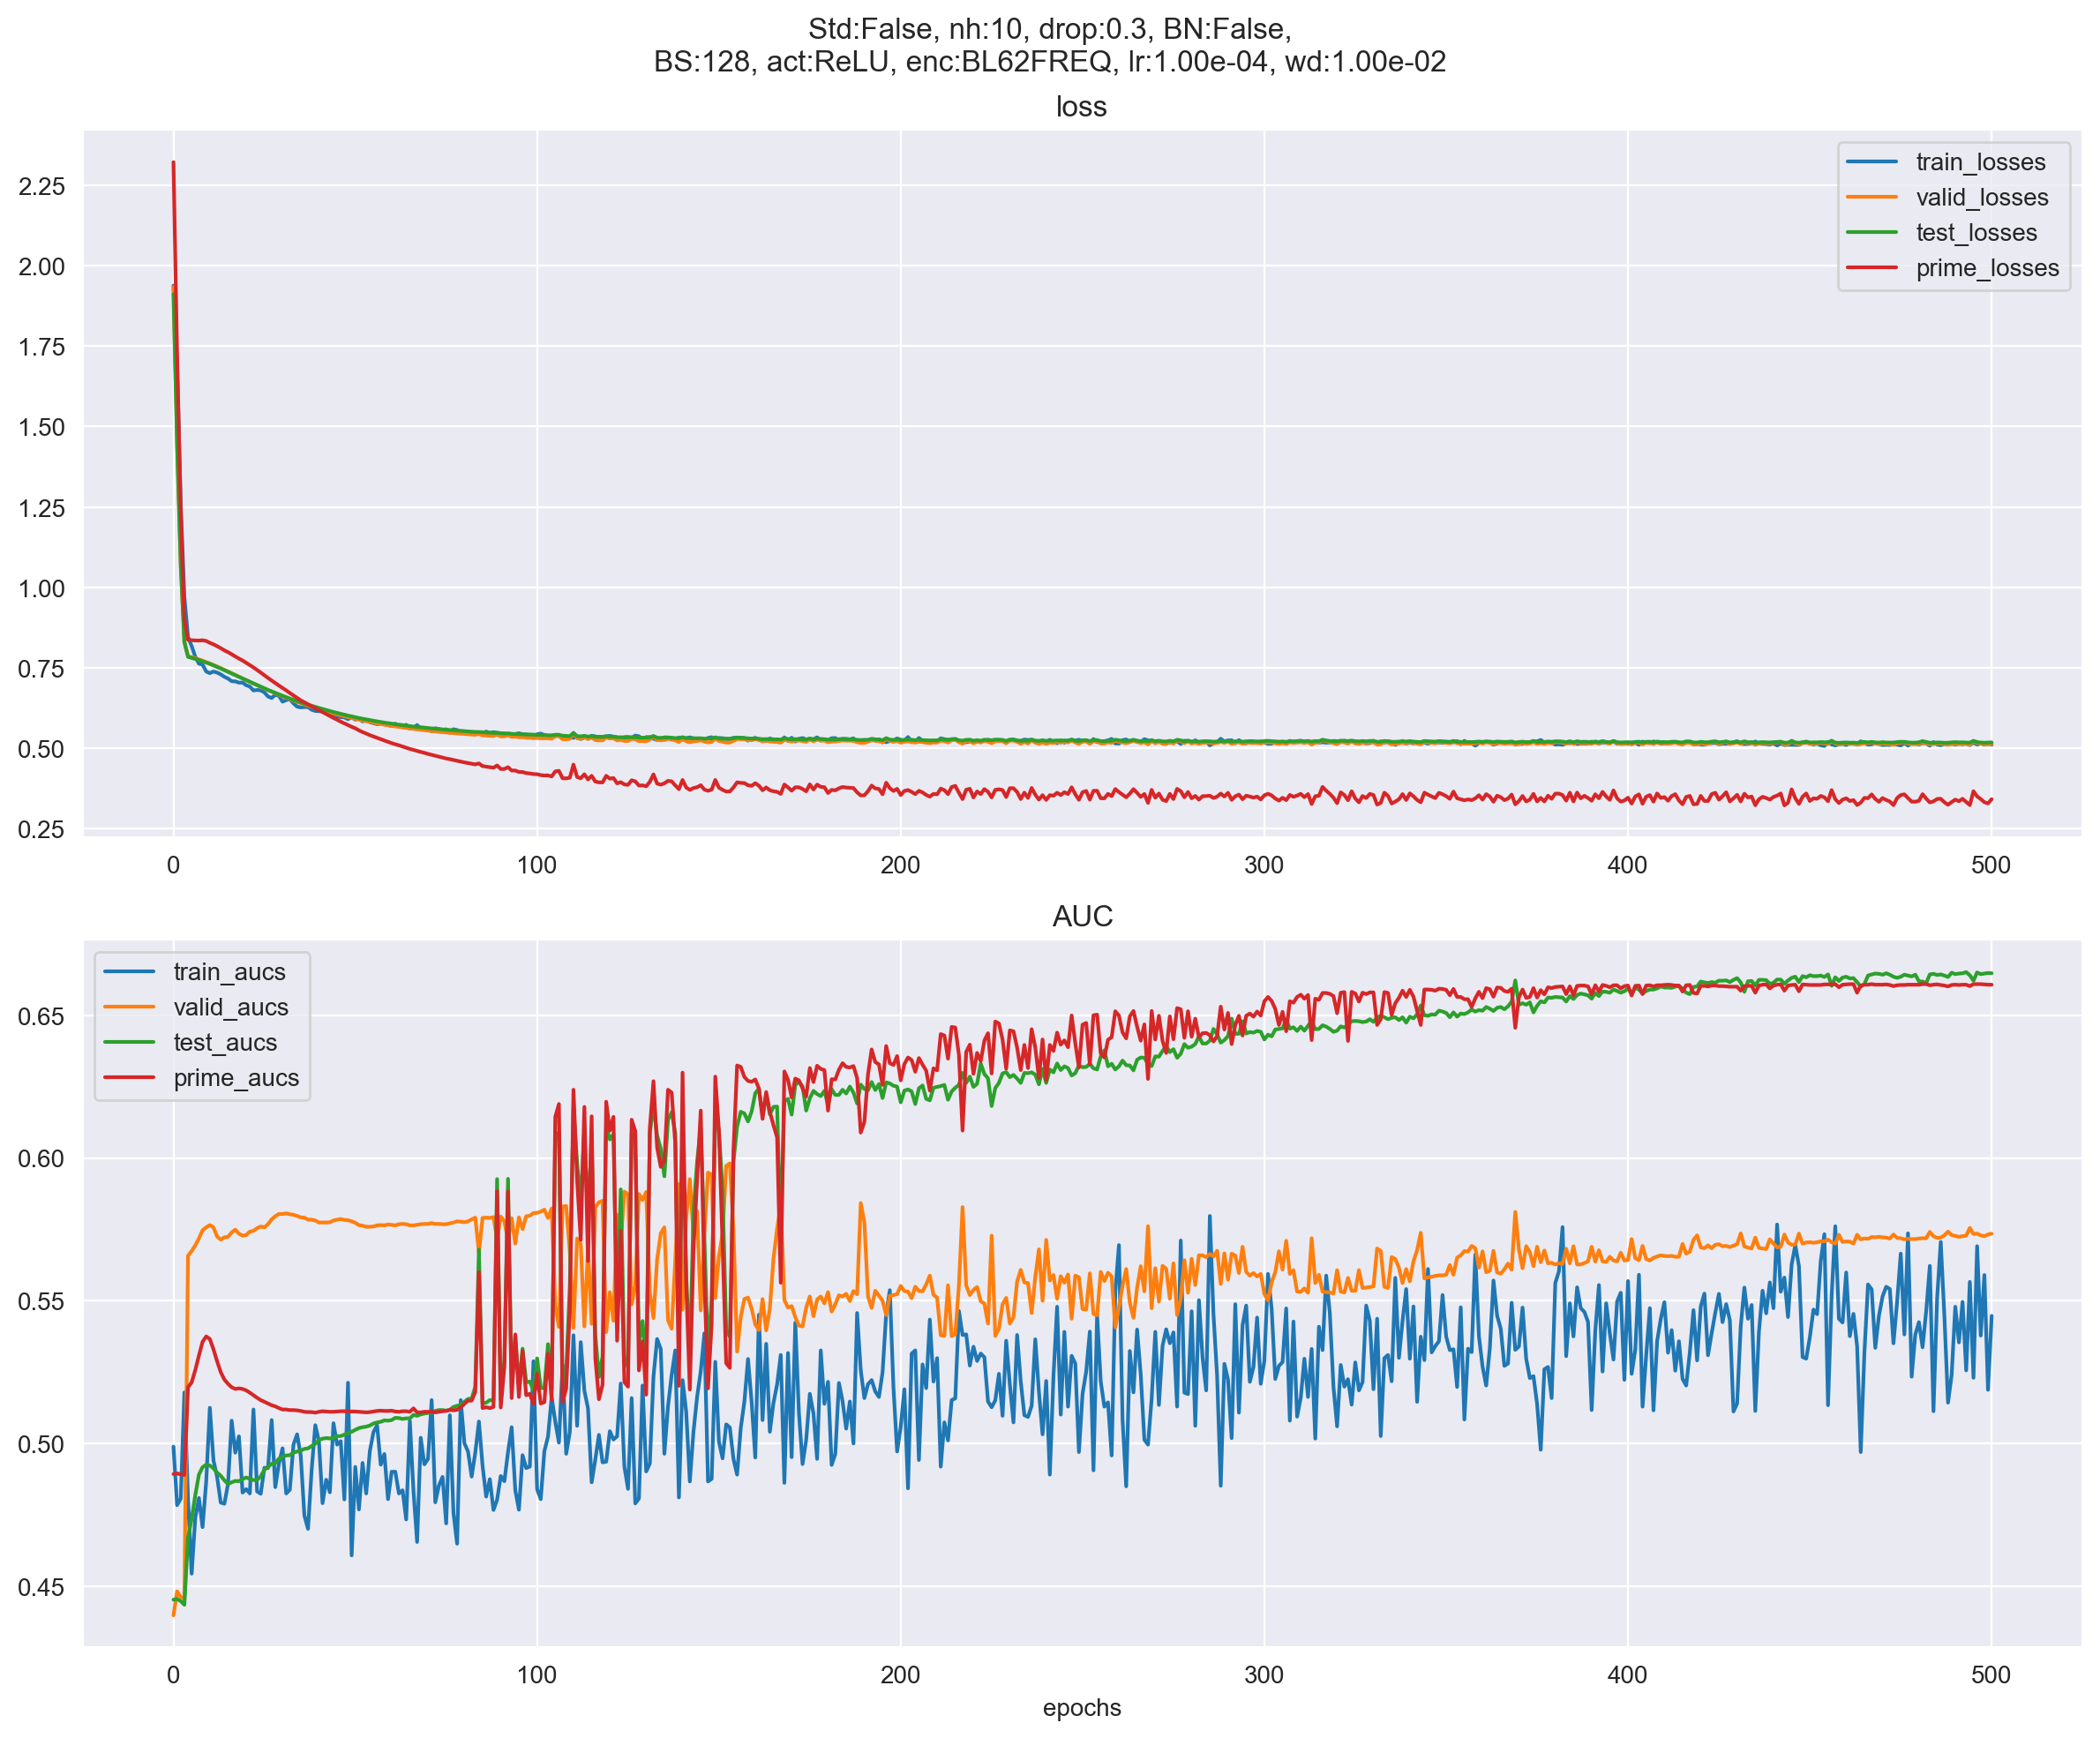 Std:False, nh:10, drop:0.3, BN:False,
BS:128, act:ReLU, enc:BL62FREQ, lr:1.00e-04, wd:1.00e-02
loss
2.25
2.00
1.75
1.50
1.25
1.00
0.75
0.50
0.25
train_losses
valid_losses
test_losses
prime_losses
0 100 200 300 400 500
AUC
train_aucs
valid_aucs
test_aucs
prime_aucs
0.65
0.60
0.55
0.50
0.45
0 100 200 300 400 500
epochs